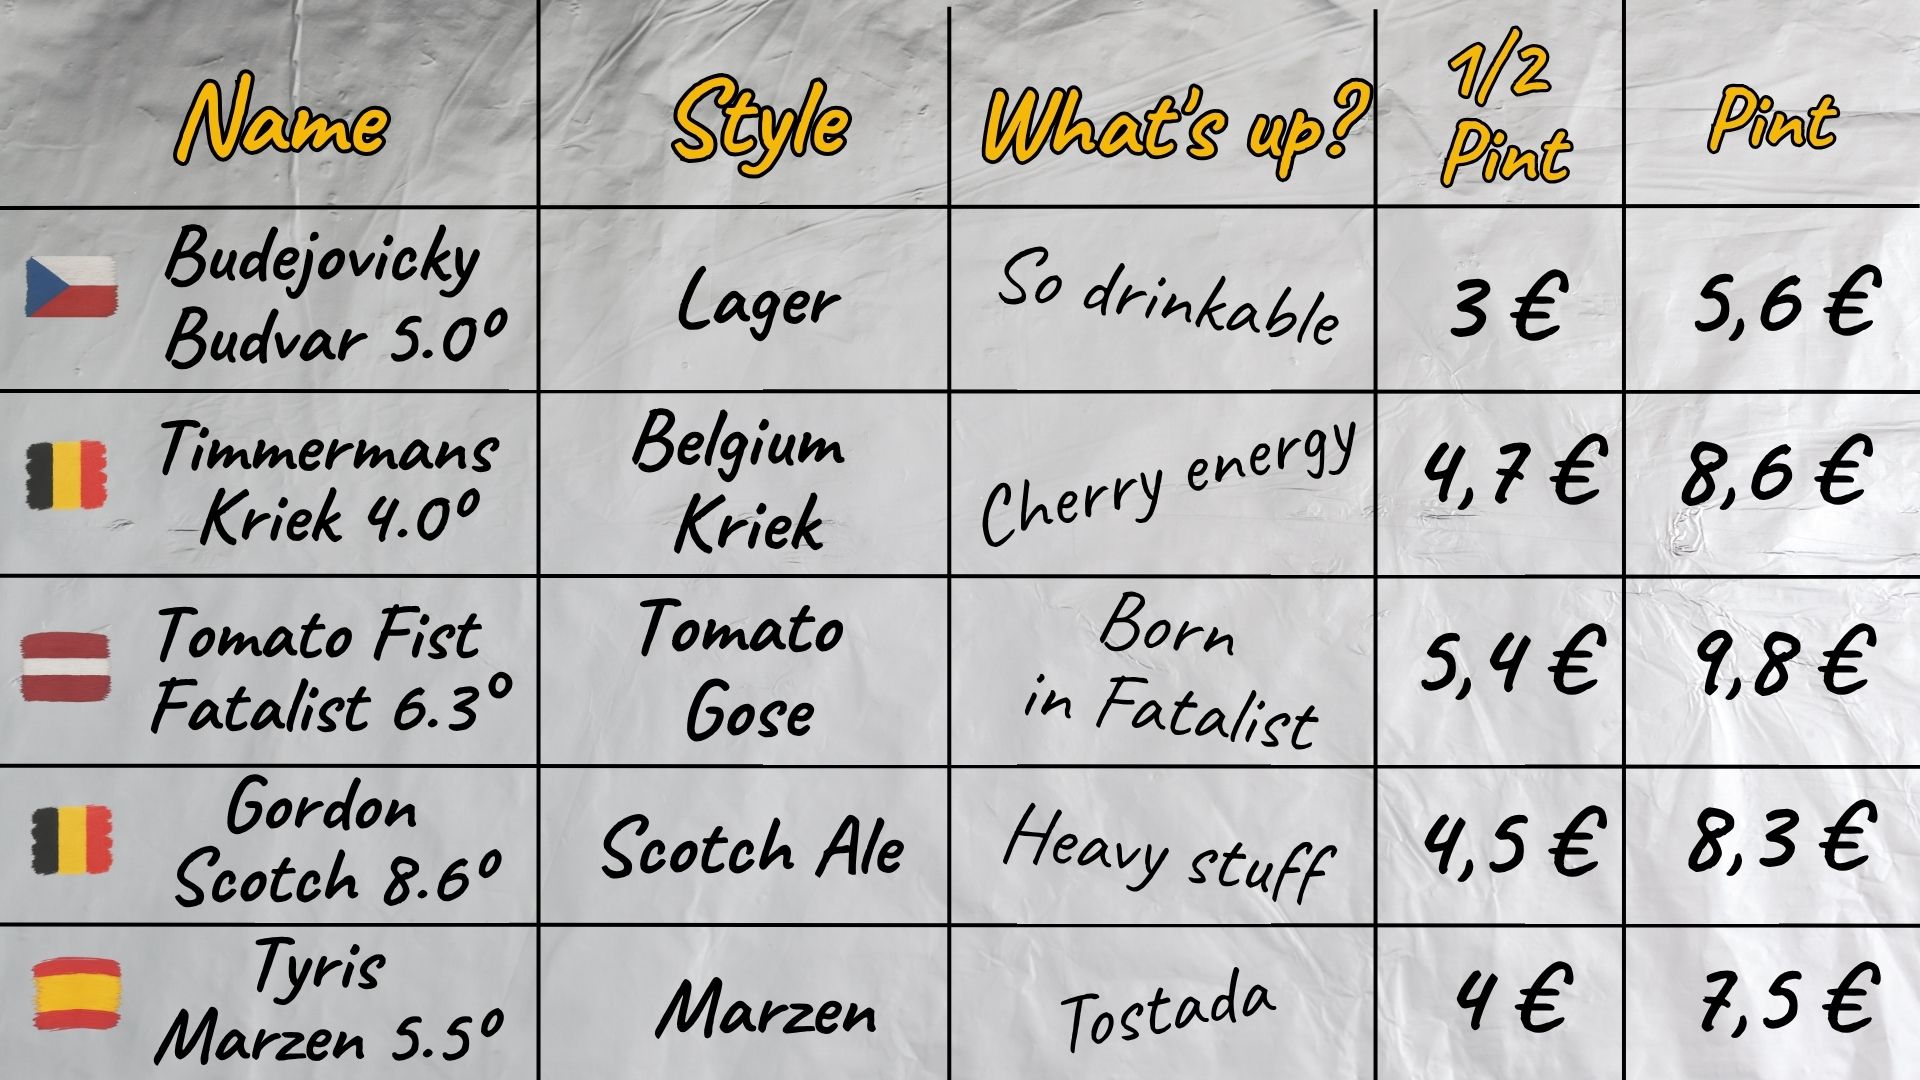 Name
Style
What's up?
1/2
Pint
Pint
Budejovicky
Budvar 5.0º
Lager
So drinkable
3 €
5,6 €
Timmermans
Kriek 4.0º
Belgium
Kriek
Cherry energy
4,7 €
8,6 €
Tomato Fist
Fatalist 6.3º
Tomato
Gose
Born
in Fatalist
5,4 €
9,8 €
Gordon
Scotch 8.6º
Scotch Ale
Heavy stuff
4,5 €
8,3 €
Tyris
Marzen 5.5º
Marzen
Tostada
4 €
7,5 €